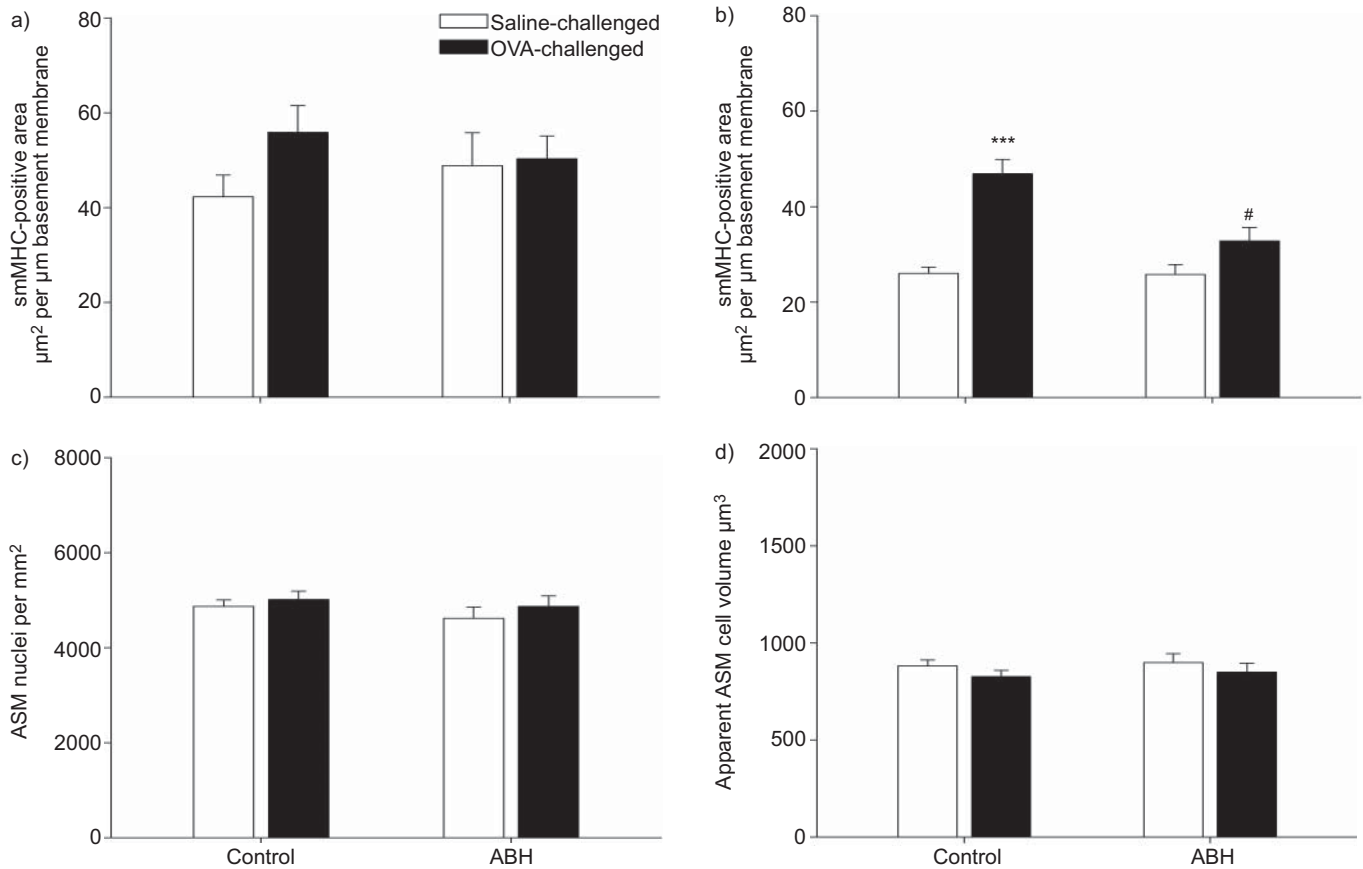 a)
smMHC-positive area
µm² per µm basement membrane
80
60
40
20
0
Saline-challenged
OVA-challenged
b)
smMHC-positive area
µm² per µm basement membrane
80
60
40
20
0
***
#
c)
ASM nuclei per mm²
8000
6000
4000
2000
0
Control
ABH
d)
Apparent ASM cell volume µm³
2000
1500
1000
500
0
Control
ABH